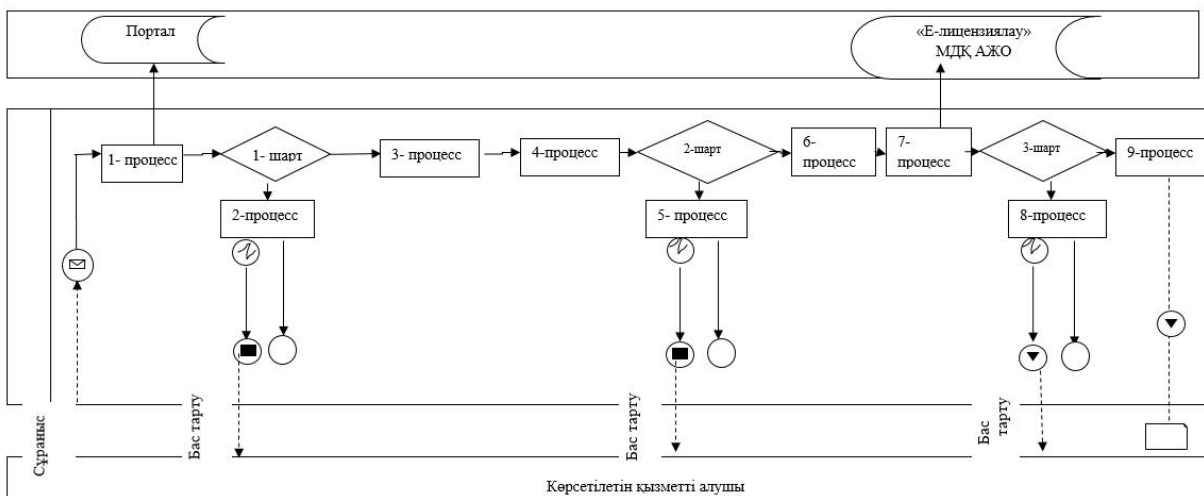 Портал
«Е-лицензиялау»
МДҚ АЖО
1- процесс
1- шарт
3- процесс
4-процесс
2-шарт
6-
процесс
7-
процесс
3-шарт
9-процесс
2-процесс
5- процесс
8-процесс
Сұраныс
Бас тарту
Бас тарту
Бас
тарту
Көрсетілетін қызметті алушы